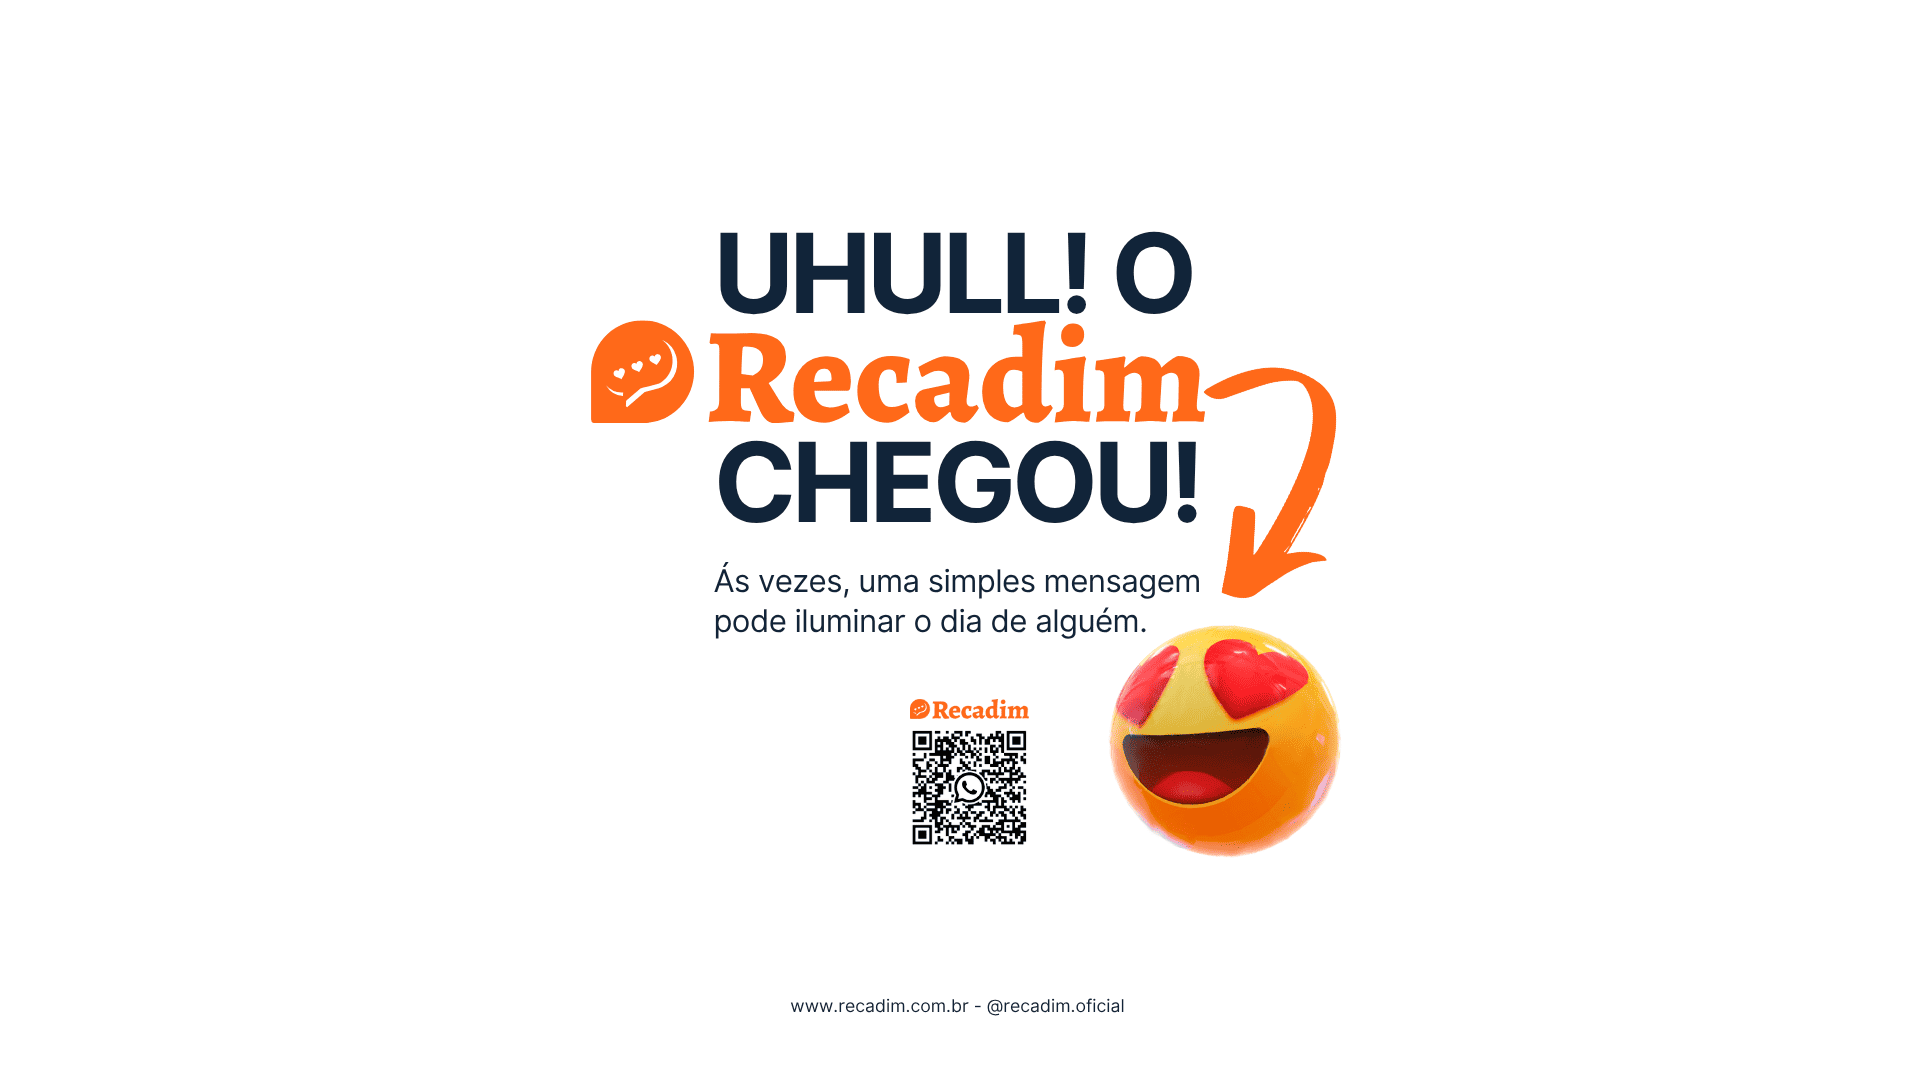 UHULL! O
Recadim
CHEGOU!
Ás vezes, uma simples mensagem
pode iluminar o dia de alguém.
Recadim
www.recadim.com.br - @recadim.oficial